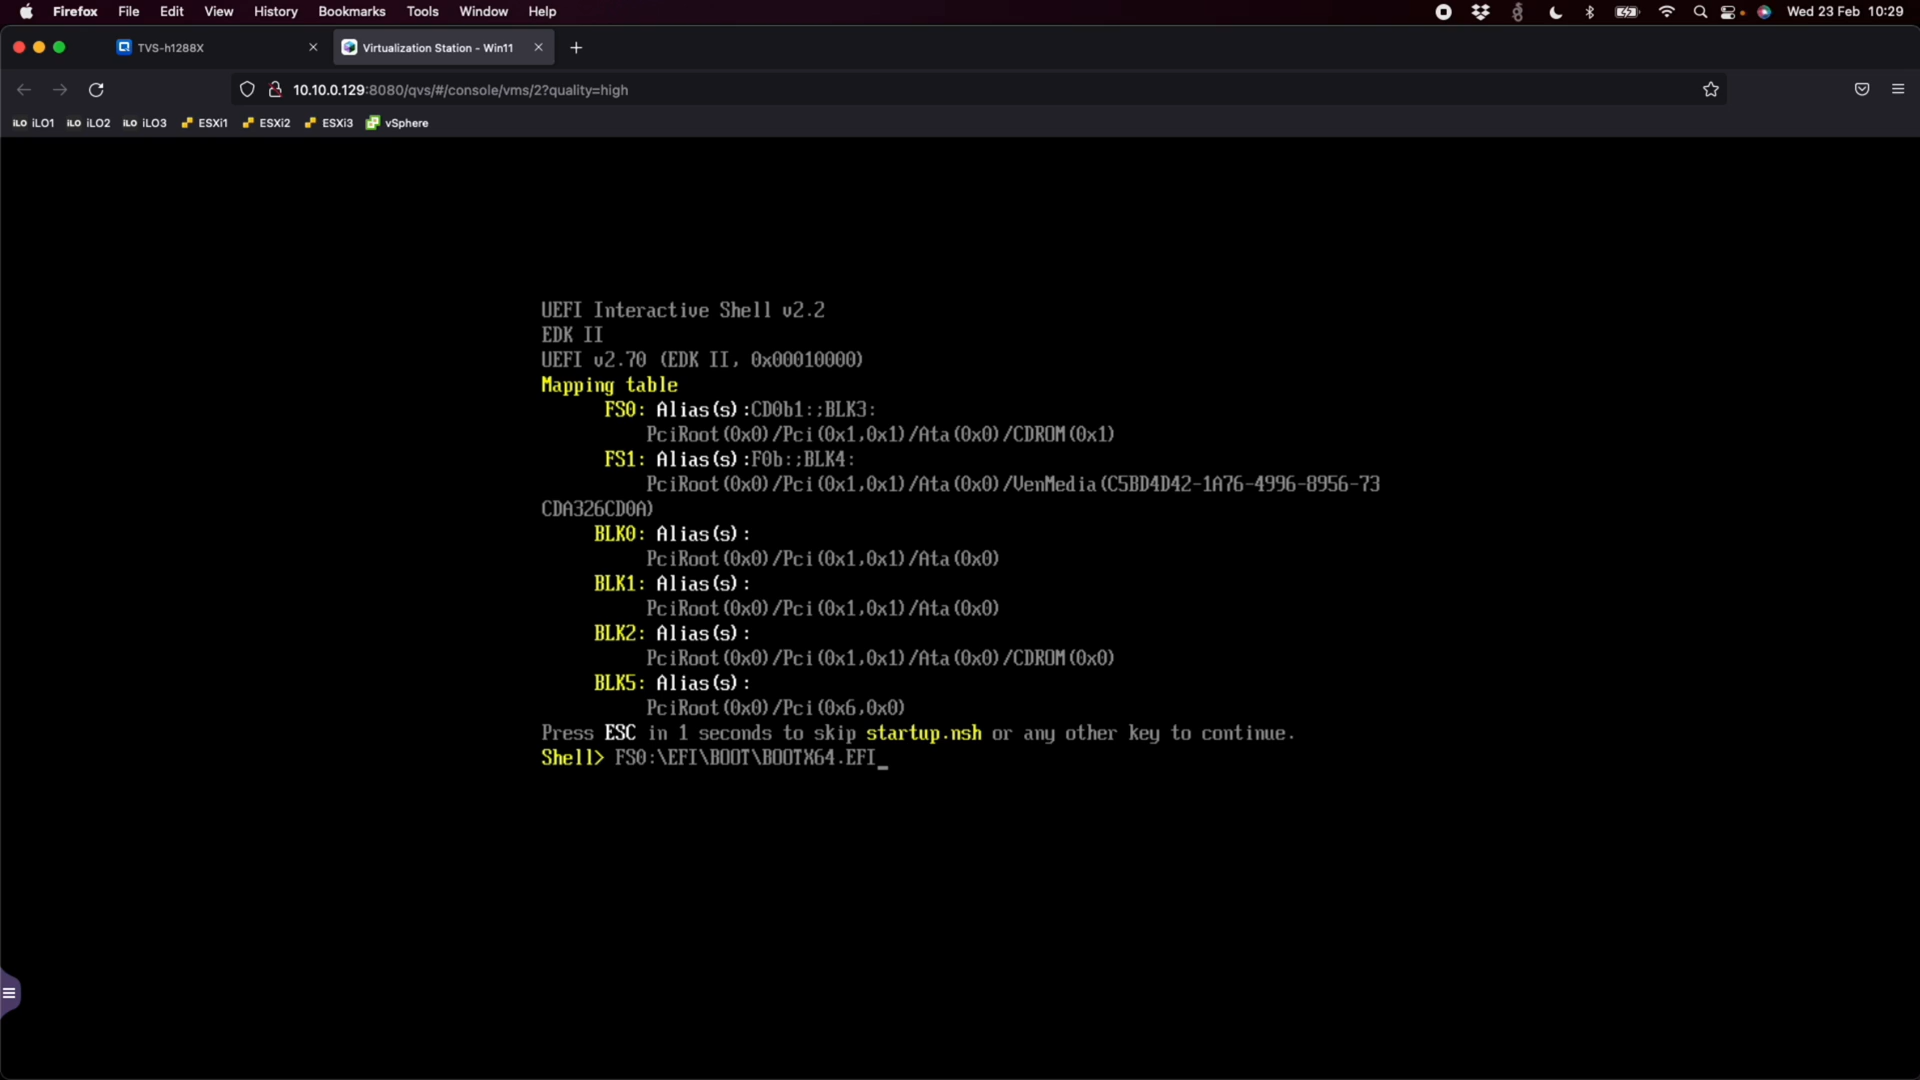 Firefox File Edit View History Bookmarks Tools Window Help Wed 23 Feb 10:29
TVS-h1288X Virtualization Station - Win11
10.10.0.129:8080/qvs/#/console/vms/2?quality=high
iLO iLO1 iLO iLO2 iLO iLO3 ESXi1 ESXi2 ESXi3 vSphere
UEFI Interactive Shell v2.2
EDK II
UEFI v2.70 (EDK II, 0x00010000)
Mapping table
FS0: Alias(s):CD0b1:;BLK3:
PciRoot(0x0)/Pci(0x1,0x1)/Ata(0x0)/CDROM(0x1)
FS1: Alias(s):F0b:;BLK4:
PciRoot(0x0)/Pci(0x1,0x1)/Ata(0x0)/VenMedia(C5BD4D42-1A76-4996-8956-73
CDA326CD0A)
BLK0: Alias(s):
PciRoot(0x0)/Pci(0x1,0x1)/Ata(0x0)
BLK1: Alias(s):
PciRoot(0x0)/Pci(0x1,0x1)/Ata(0x0)
BLK2: Alias(s):
PciRoot(0x0)/Pci(0x1,0x1)/Ata(0x0)/CDROM(0x0)
BLK5: Alias(s):
PciRoot(0x0)/Pci(0x6,0x0)
Press ESC in 1 seconds to skip startup.nsh or any other key to continue.
Shell> FS0:\EFI\BOOT\BOOTX64.EFI_